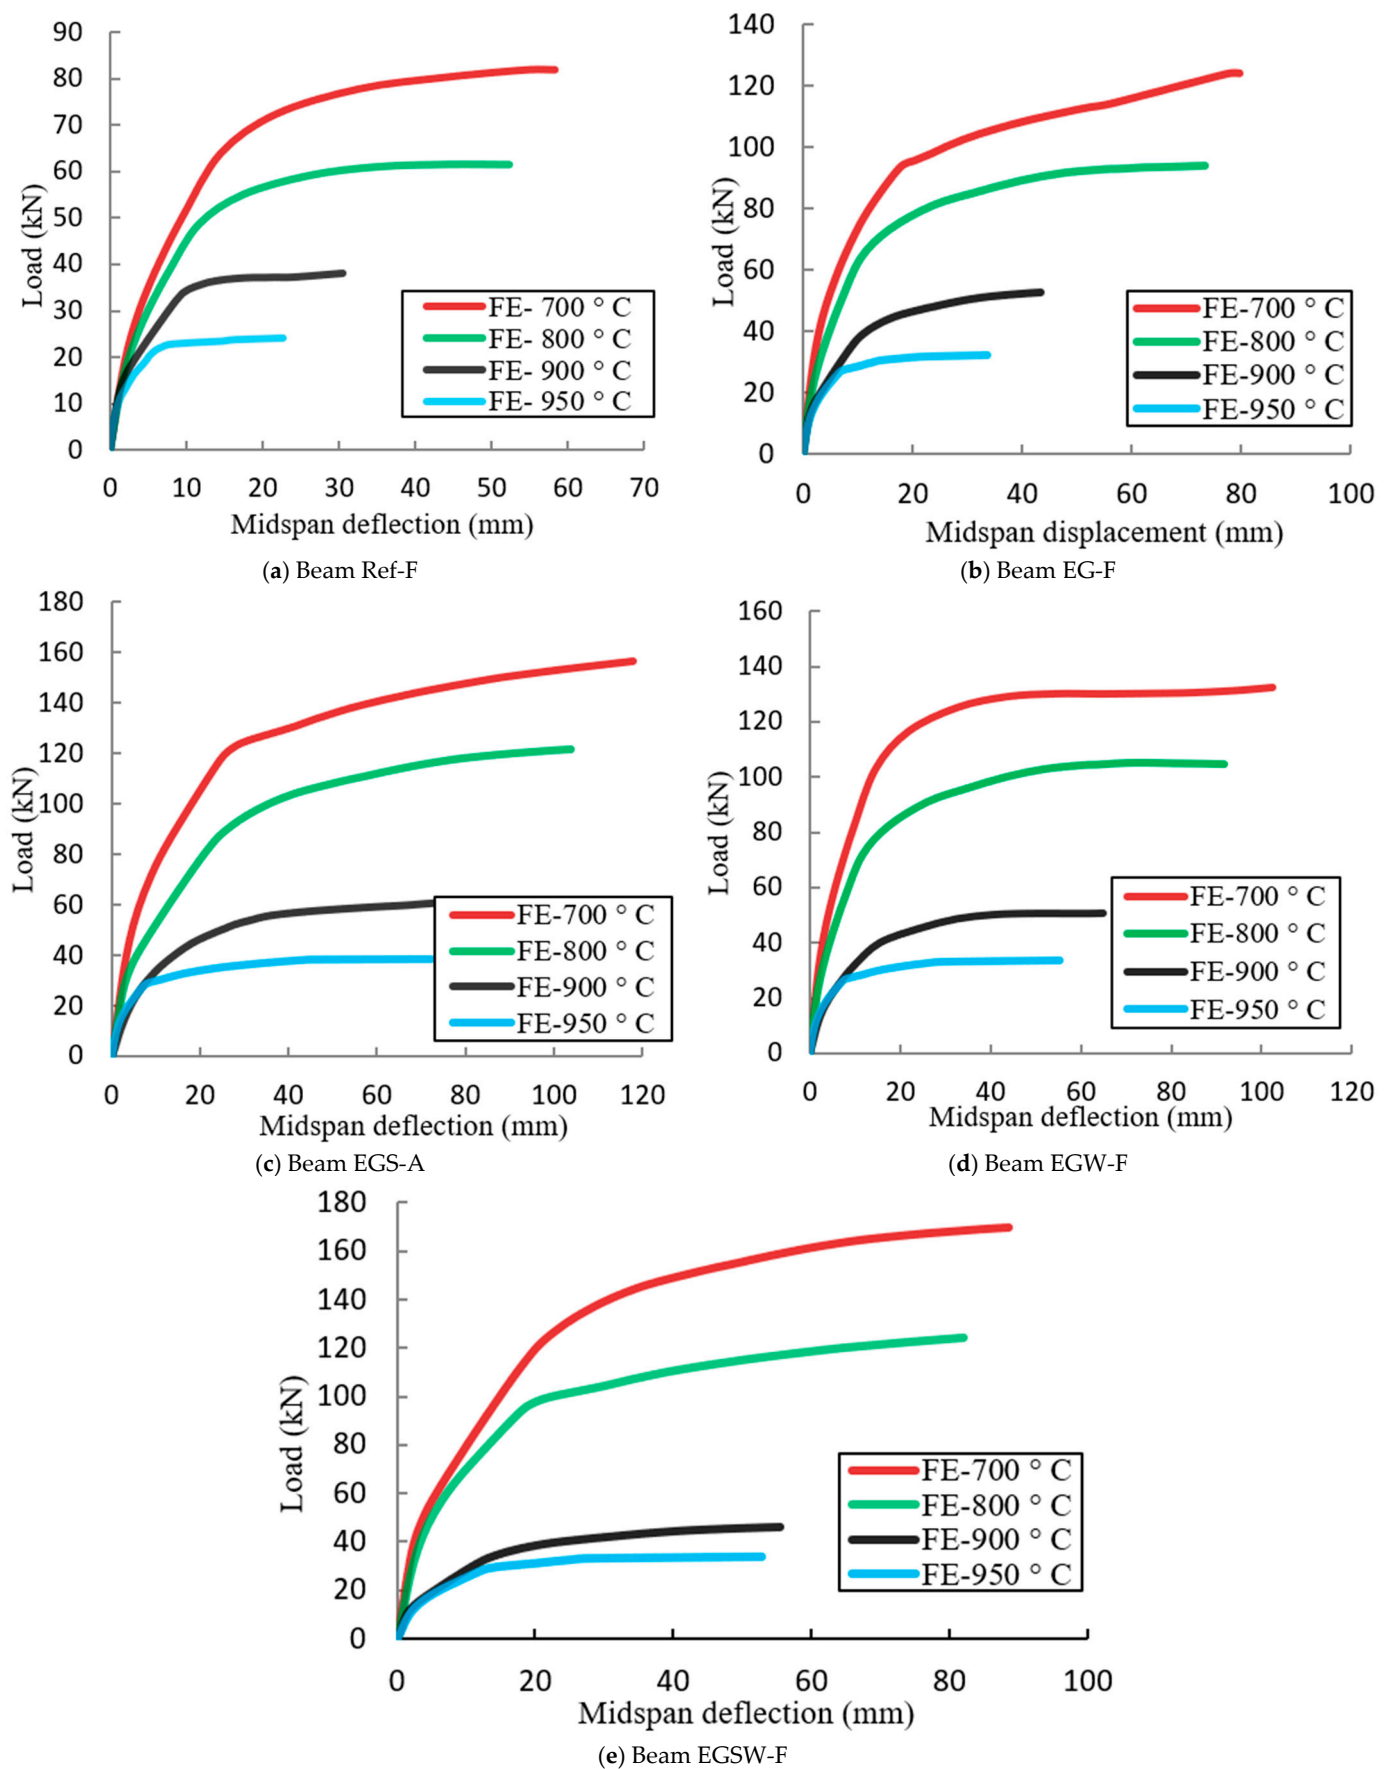 90
80
70
60
50
40
30
20
10
0
Load (kN)
FE- 700 ° C
FE- 800 ° C
FE- 900 ° C
FE- 950 ° C
0 10 20 30 40 50 60 70
Midspan deflection (mm)
(a) Beam Ref-F
140
120
100
80
60
40
20
0
Load (kN)
FE-700 ° C
FE-800 ° C
FE-900 ° C
FE-950 ° C
0 20 40 60 80 100
Midspan displacement (mm)
(b) Beam EG-F
180
160
140
120
100
80
60
40
20
0
Load (kN)
FE-700 ° C
FE-800 ° C
FE-900 ° C
FE-950 ° C
0 20 40 60 80 100 120
Midspan deflection (mm)
(c) Beam EGS-A
160
140
120
100
80
60
40
20
0
Load (kN)
FE-700 ° C
FE-800 ° C
FE-900 ° C
FE-950 ° C
0 20 40 60 80 100 120
Midspan deflection (mm)
(d) Beam EGW-F
180
160
140
120
100
80
60
40
20
0
Load (kN)
FE-700 ° C
FE-800 ° C
FE-900 ° C
FE-950 ° C
0 20 40 60 80 100
Midspan deflection (mm)
(e) Beam EGSW-F